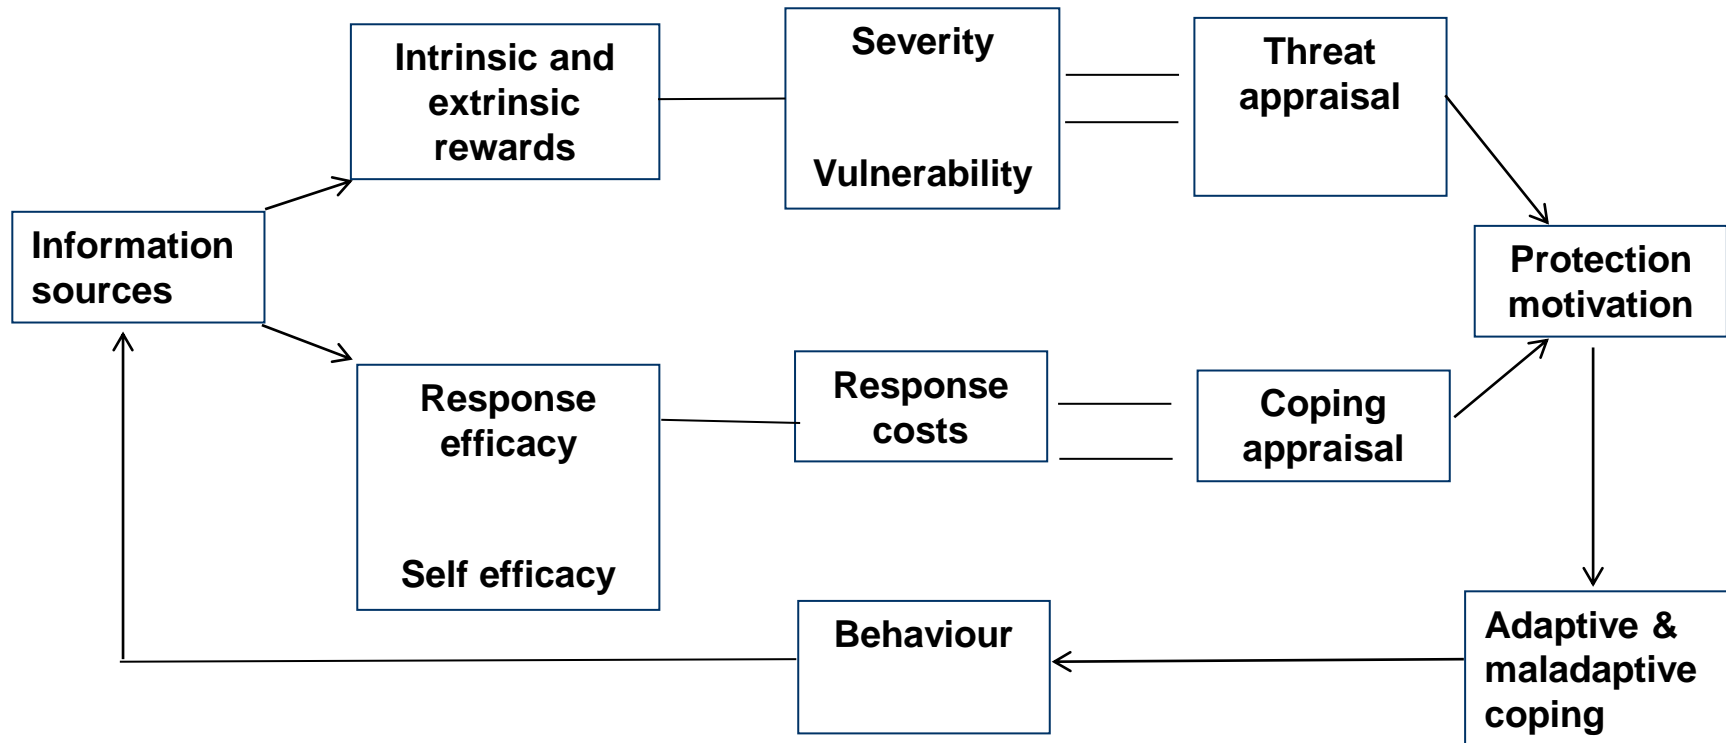 Intrinsic and
extrinsic
rewards
Severity
Vulnerability
Threat
appraisal
Information
sources
Protection
motivation
Response
efficacy
Self efficacy
Response
costs
Coping
appraisal
Behaviour
Adaptive &
maladaptive
coping